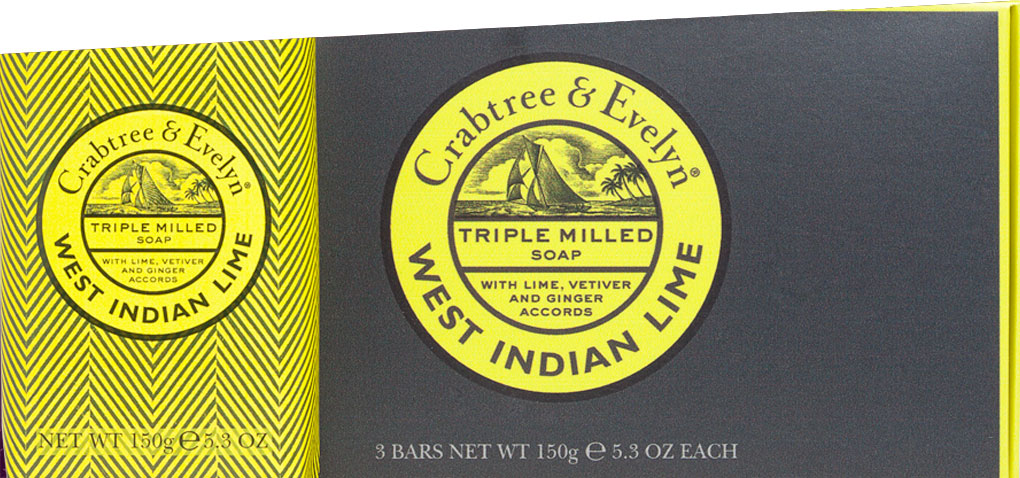 Crabtree & Evelyn®
TRIPLE MILLED
SOAP
WITH LIME, VETIVER
AND GINGER
ACCORDS
WEST INDIAN LIME
NET WT 150g ℮ 5.3 OZ
Crabtree & Evelyn®
TRIPLE MILLED
SOAP
WITH LIME, VETIVER
AND GINGER
ACCORDS
WEST INDIAN LIME
3 BARS NET WT 150g ℮ 5.3 OZ EACH